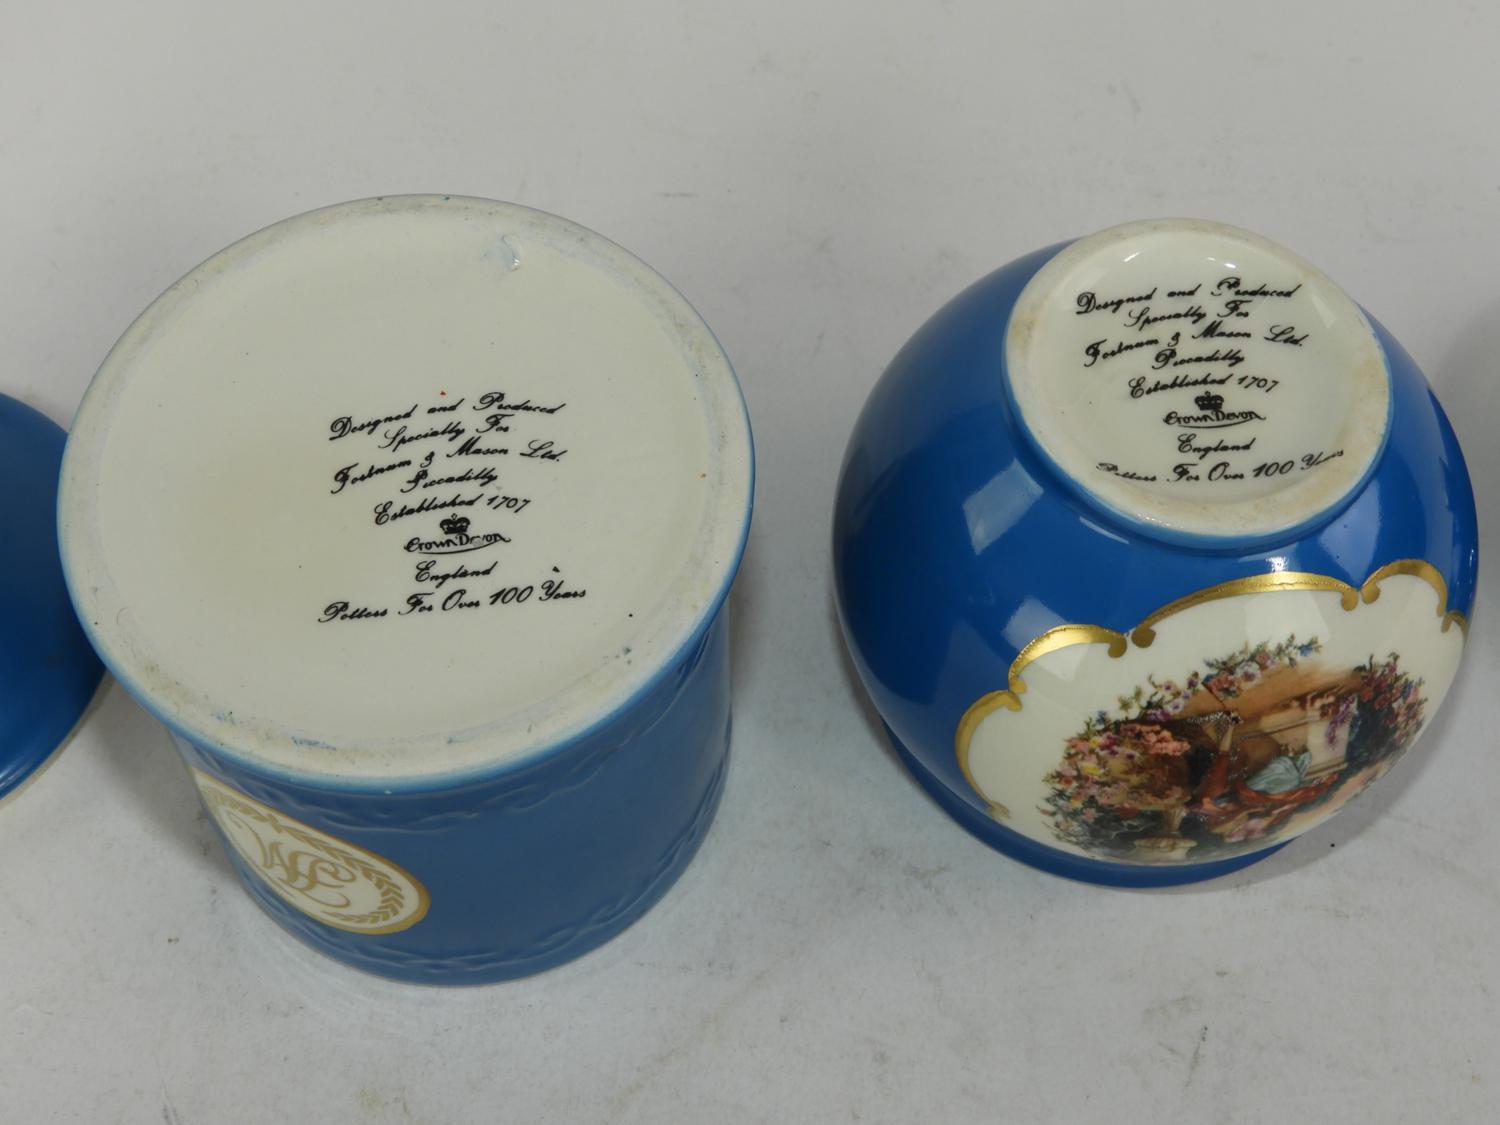 Designed and Produced
Specially For
Fortnum & Mason Ltd.
Piccadilly
Established 1707
Crown Devon
England
Potters For Over 100 Years
Designed and Produced
Specially For
Fortnum & Mason Ltd.
Piccadilly
Established 1707
Crown Devon
England
Potters For Over 100 Years